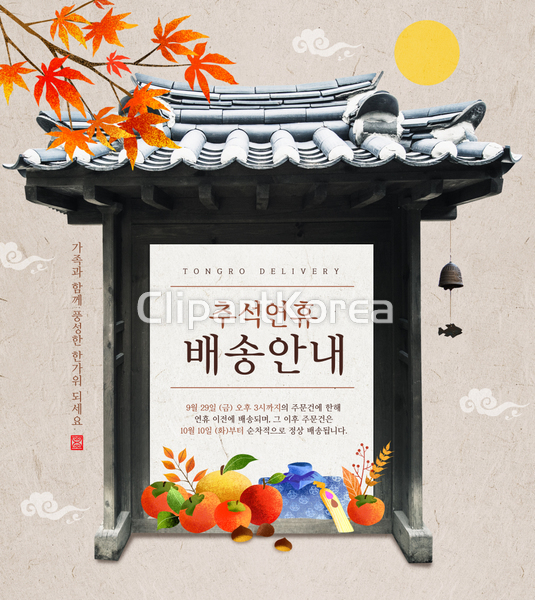 TONGRO DELIVERY
추석연휴
배송안내
9월 29일 (금) 오후 3시까지의 주문건에 한해
연휴 이전에 배송되며, 그 이후 주문건은
10월 10일 (화)부터 순차적으로 정상 배송됩니다.
가족과 함께 풍성한 한가위 되세요
ClipartKorea